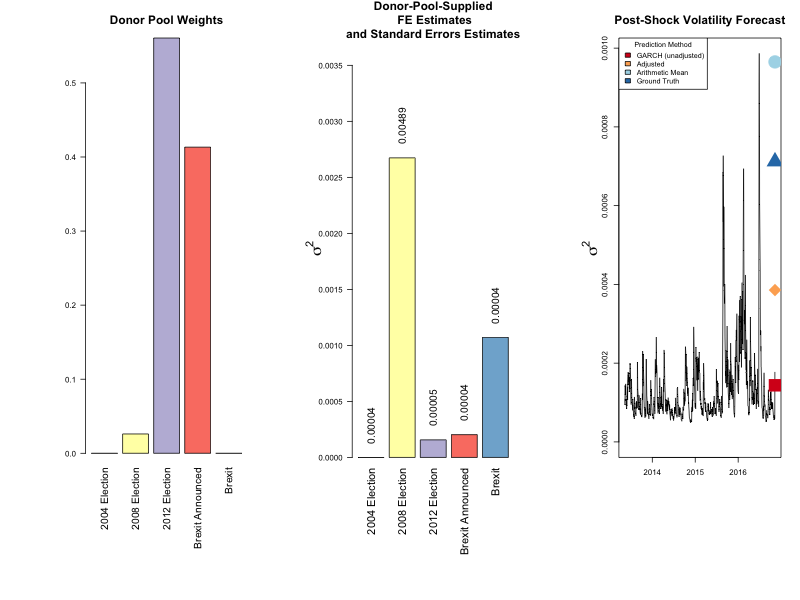 Donor Pool Weights
0.5
0.4
0.3
0.2
0.1
0.0
2004 Election
2008 Election
2012 Election
Brexit Announced
Brexit
Donor-Pool-Supplied
FE Estimates
and Standard Errors Estimates
σ2
0.0035
0.0030
0.0025
0.0020
0.0015
0.0010
0.0005
0.0000
0.00004
0.00489
0.00005
0.00004
0.00004
2004 Election
2008 Election
2012 Election
Brexit Announced
Brexit
Post-Shock Volatility Forecast
σ2
0.0010
0.0008
0.0006
0.0004
0.0002
0.0000
Prediction Method
GARCH (unadjusted)
Adjusted
Arithmetic Mean
Ground Truth
2014 2015 2016